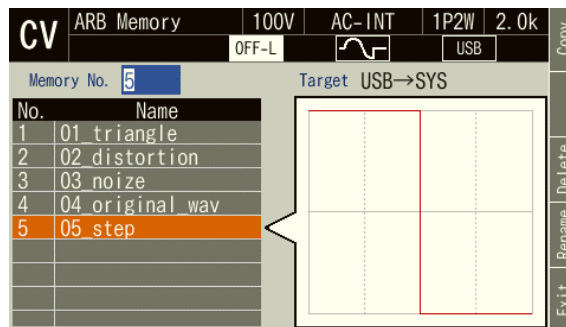 CV ARB Memory 100V AC-INT 1P2W 2.0k
OFF-L USB
Memory No. 5 Target USB→SYS
No. Name
1 01_triangle
2 02_distortion
3 03_noize
4 04_original_wav
5 05_step
Copy
Delete
Rename
Exit